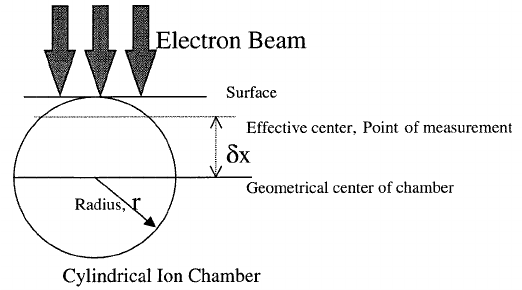 Electron Beam
Surface
Effective center, Point of measurement
δx
Geometrical center of chamber
Radius, r
Cylindrical Ion Chamber